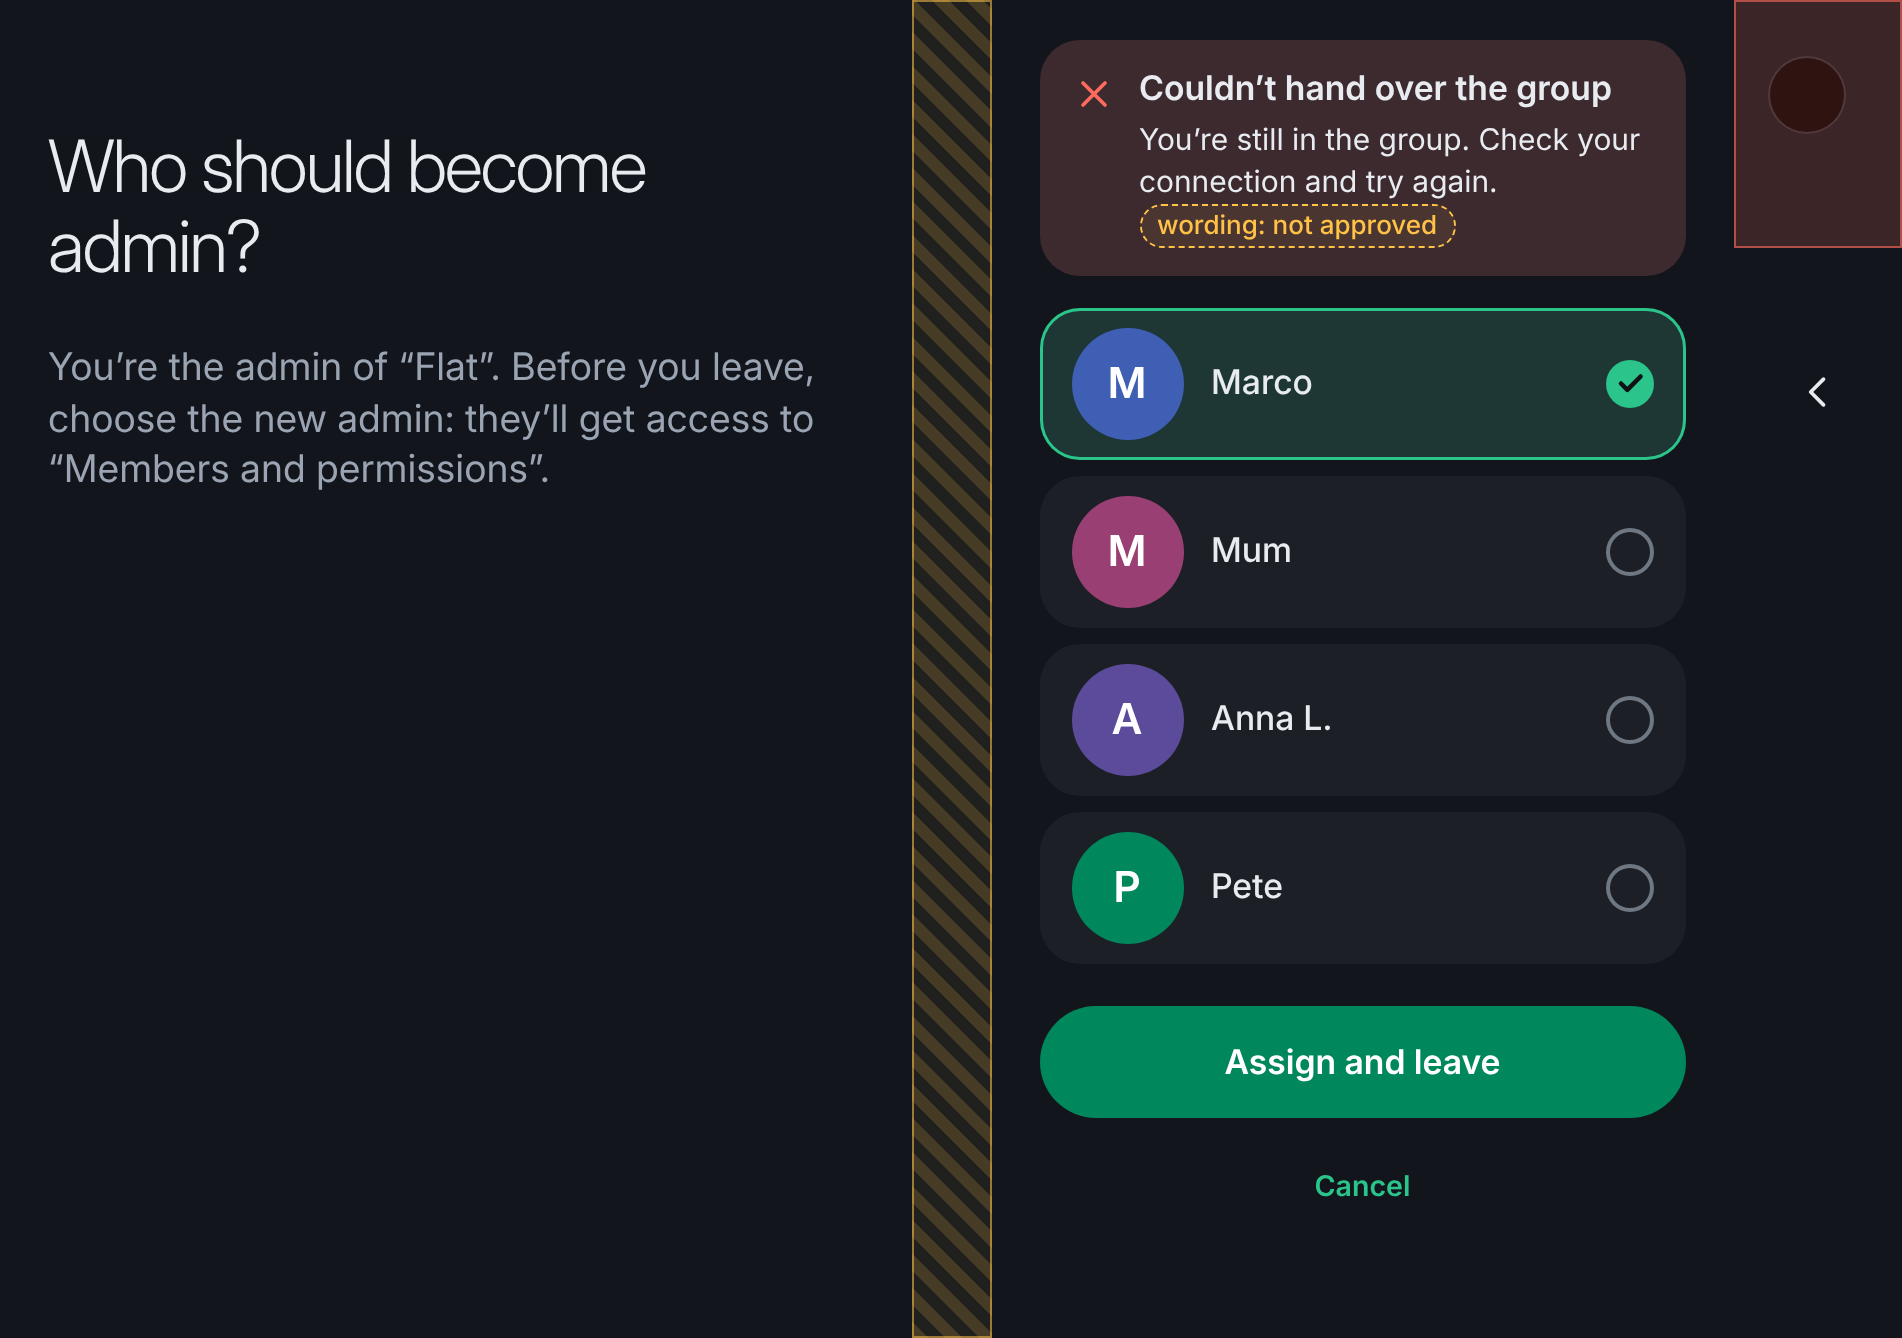 Who should become
admin?
You’re the admin of “Flat”. Before you leave,
choose the new admin: they’ll get access to
“Members and permissions”.
Couldn’t hand over the group
You’re still in the group. Check your
connection and try again.
wording: not approved
M Marco
M Mum
A Anna L.
P Pete
Assign and leave
Cancel